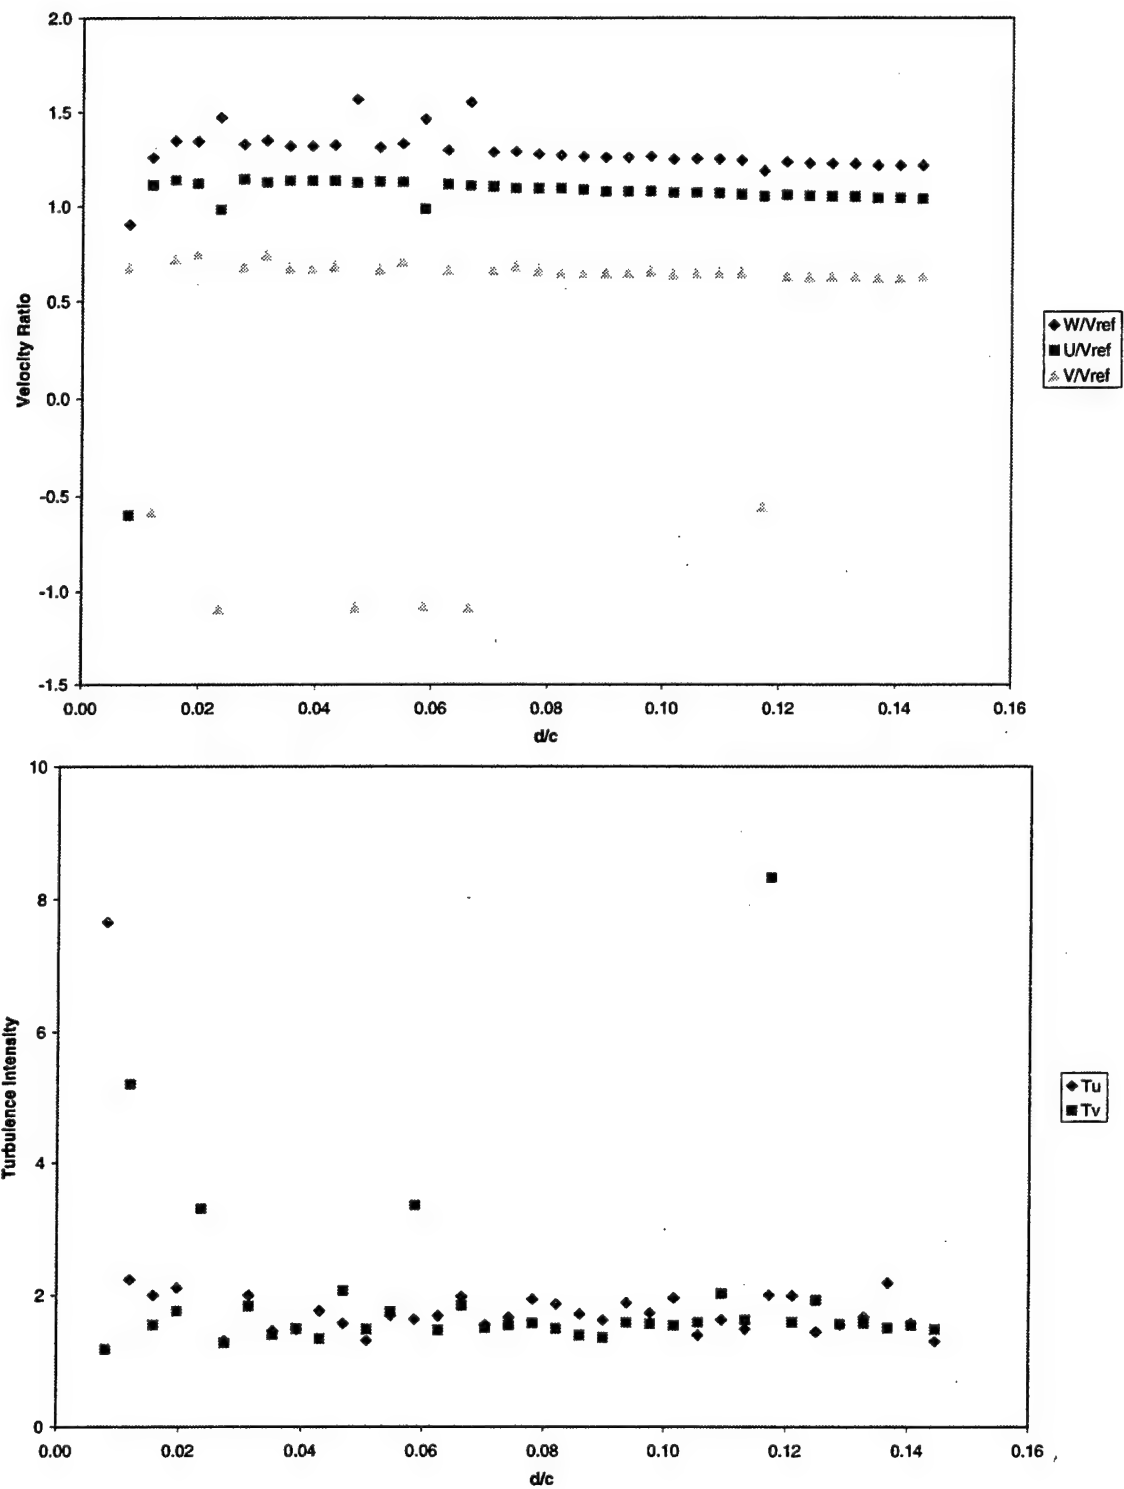 2.0
1.5
1.0
0.5
0.0
-0.5
-1.0
-1.5
Velocity Ratio
0.00 0.02 0.04 0.06 0.08 0.10 0.12 0.14 0.16
d/c
W/Vref
U/Vref
V/Vref
10
8
6
4
2
0
Turbulence Intensity
0.00 0.02 0.04 0.06 0.08 0.10 0.12 0.14 0.16
d/c
Tu
Tv